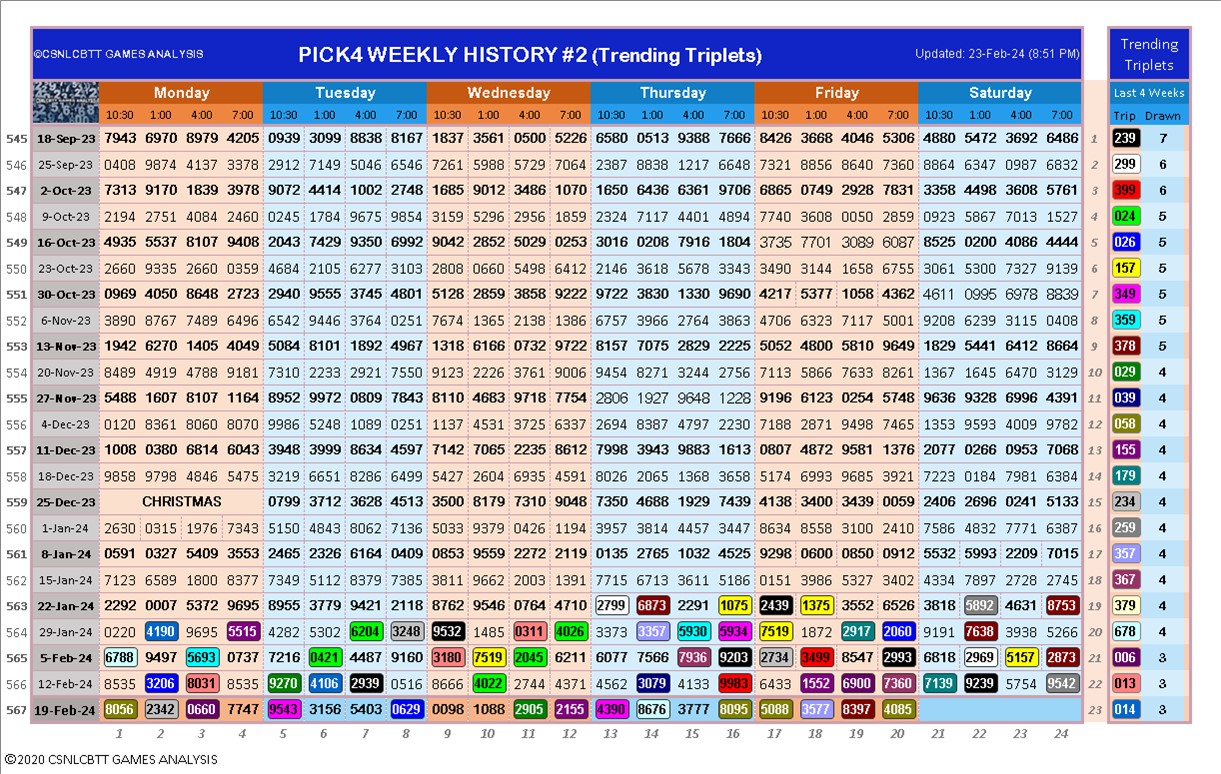 ©CSNLCBTT GAMES ANALYSIS PICK4 WEEKLY HISTORY #2 (Trending Triplets) Updated: 23-Feb-24 (8:51 PM) Trending
Triplets
Monday Tuesday Wednesday Thursday Friday Saturday Last 4 Weeks
10:30 1:00 4:00 7:00 10:30 1:00 4:00 7:00 10:30 1:00 4:00 7:00 10:30 1:00 4:00 7:00 10:30 1:00 4:00 7:00 10:30 1:00 4:00 7:00 Trip Drawn
545 18-Sep-23 7943 6970 8979 4205 0939 3099 8838 8167 1837 3561 0500 5226 6580 0513 9388 7666 8426 3668 4046 5306 4880 5472 3692 6486 1 239 7
546 25-Sep-23 0408 9874 4137 3378 2912 7149 5046 6546 7261 5988 5729 7064 2387 8838 1217 6648 7321 8856 5640 7360 8864 6347 0987 6832 2 299 6
547 2-Oct-23 7313 9170 1839 3978 9072 4414 1002 2748 1685 9012 3486 1070 1650 6436 6361 9706 6865 0749 2928 7831 3358 4498 3608 5761 3 399 6
548 9-Oct-23 2194 2751 4084 2460 0245 1784 9675 9854 3159 5296 2956 1859 2324 7117 4401 4894 7740 3608 0050 2859 0923 5867 7013 1527 4 024 5
549 16-Oct-23 4935 5537 8107 9408 2043 7429 9350 6992 9042 2852 5029 0253 3016 0208 7916 1804 3735 7701 3089 6087 8525 0200 4086 4444 5 026 5
550 23-Oct-23 2660 9335 2660 0359 4684 2105 6277 3103 2808 0660 5498 6412 2146 3618 5678 3343 3490 3144 1658 6755 3061 5300 7327 9139 6 157 5
551 30-Oct-23 0969 4050 8648 2723 2940 9555 3745 4801 9128 2859 3858 9222 9722 3830 1330 9690 4217 5377 1058 4362 4611 0995 6978 8839 7 349 5
552 6-Nov-23 3890 8767 7489 6496 6542 9446 3764 0251 7674 1365 2138 1386 6757 3966 2764 3863 4706 6323 7117 5001 9208 6239 3115 0408 8 359 5
553 13-Nov-23 1942 6270 1405 4049 5084 8101 1892 4967 1318 6166 0732 9722 8157 7075 2829 2225 5052 4800 5810 9649 1829 5441 6412 8664 9 378 5
554 20-Nov-23 8489 4919 4788 9181 7310 2233 2921 7550 9123 2226 3761 9006 9454 8271 3244 2756 7113 5866 7633 8261 1367 1645 6470 3129 10 029 4
555 27-Nov-23 5488 1607 8107 1164 8952 9972 0809 7843 8110 4683 9718 7754 2806 1927 9648 1228 9196 6123 0254 5748 9636 9328 6996 4391 11 039 4
556 4-Dec-23 0120 8361 8060 8070 9986 5248 1089 0251 1137 4531 3725 6337 2694 8387 4797 2230 7188 2871 9498 7465 1353 9593 4009 9782 12 058 4
557 11-Dec-23 1008 0380 6814 6043 3948 3999 8634 4597 7142 7065 2235 8612 7998 3943 9883 1613 0807 4872 9581 1376 2077 0266 0953 7068 13 155 4
558 18-Dec-23 9858 9798 4846 5475 3219 6651 8286 6499 5427 2604 6935 4591 8026 2065 1368 3658 5174 6993 9685 3921 7223 0184 7981 6384 14 179 4
559 25-Dec-23 CHRISTMAS 0799 3712 3628 4513 3500 8179 7310 9048 7350 4688 1929 7439 4138 3400 3439 0059 2406 2696 0241 5133 15 234 4
560 1-Jan-24 2630 0315 1976 7343 5150 4843 8062 7136 5033 9379 0426 1194 3957 3814 4457 3447 8634 8558 3100 2410 7586 4832 7771 6387 16 259 4
561 8-Jan-24 0591 0327 5409 3553 2465 2326 6164 0409 0853 9559 2272 2119 0135 2765 1032 4525 9298 0600 0850 0912 5532 5993 2209 7015 17 357 4
562 15-Jan-24 7123 6589 1800 8377 7349 5112 8379 7385 3811 9662 2003 1391 7715 6713 3611 5186 0151 3986 5327 3402 4334 7897 2728 2745 18 367 4
563 22-Jan-24 2292 0007 5372 9695 8955 3779 9421 2118 8762 9546 0764 4710 2799 6873 2291 1075 2439 1375 3552 6526 3818 5892 4631 8753 19 379 4
564 29-Jan-24 0220 4190 9695 5515 4282 5302 6204 3248 9532 1485 0311 4026 3373 3357 5930 5934 7519 1872 2917 2060 9191 7638 3938 5266 20 678 4
565 5-Feb-24 6788 9497 5693 0737 7216 0421 4487 9160 3180 7519 2045 6211 6077 7566 7936 9203 2734 3499 8547 2993 6818 2969 5157 2873 21 006 3
566 12-Feb-24 8535 3206 8031 8535 9270 4106 2939 0516 8666 4022 2744 4371 4562 3079 4133 9983 6433 1552 6900 7360 7139 9239 5754 9542 22 013 3
567 19-Feb-24 8056 2342 0660 7747 9543 3156 5403 0629 0098 1088 2905 2155 4390 8676 3777 8095 5088 3577 8397 4085 23 014 3
1 2 3 4 5 6 7 8 9 10 11 12 13 14 15 16 17 18 19 20 21 22 23 24
©2020 CSNLCBTT GAMES ANALYSIS